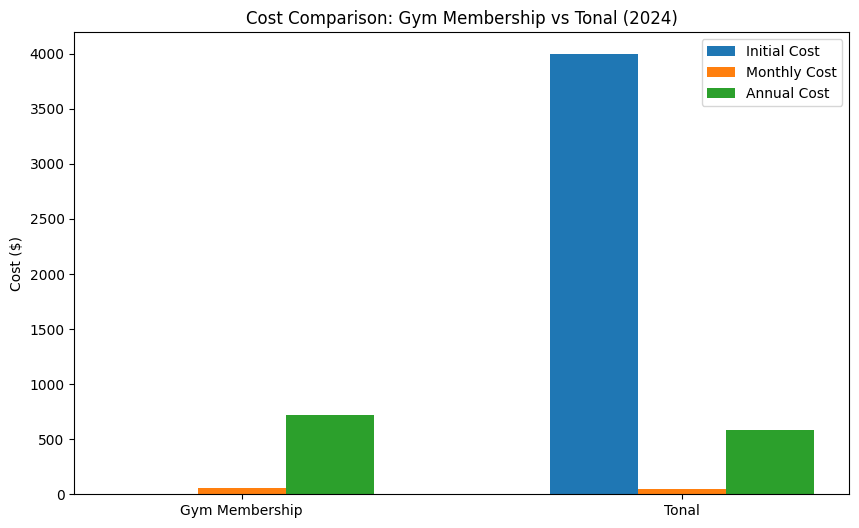 Cost Comparison: Gym Membership vs Tonal (2024)
Initial Cost
Monthly Cost
Annual Cost
Cost ($)
4000
3500
3000
2500
2000
1500
1000
500
0
Gym Membership
Tonal